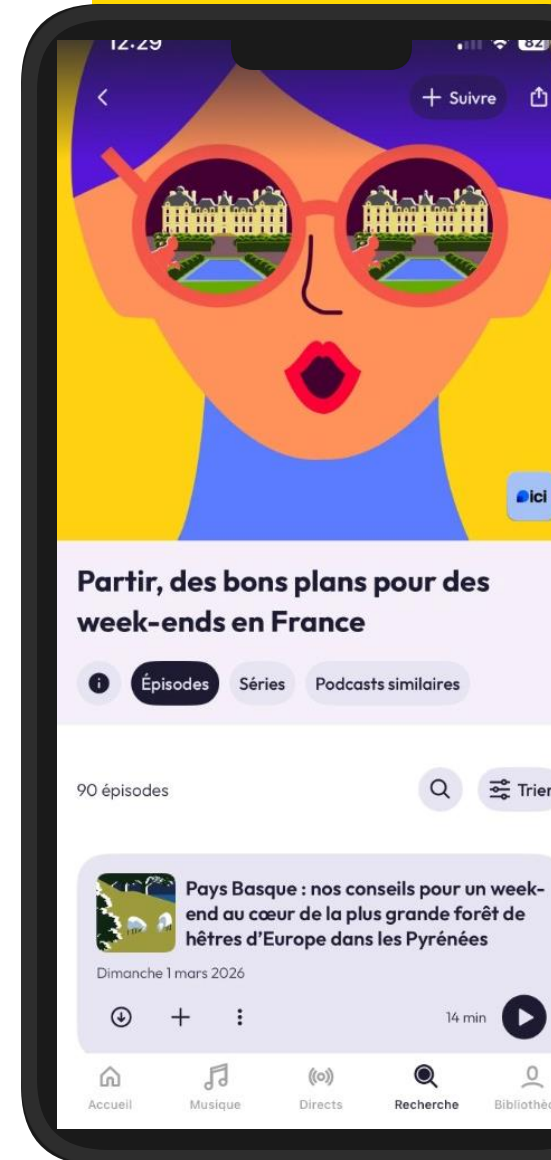 12:29
82
+ Suivre
ici
Partir, des bons plans pour des
week-ends en France
Épisodes Séries Podcasts similaires
90 épisodes
Trier
Pays Basque : nos conseils pour un week-
end au cœur de la plus grande forêt de
hêtres d'Europe dans les Pyrénées
Dimanche 1 mars 2026
14 min
Accueil Musique Directs Recherche